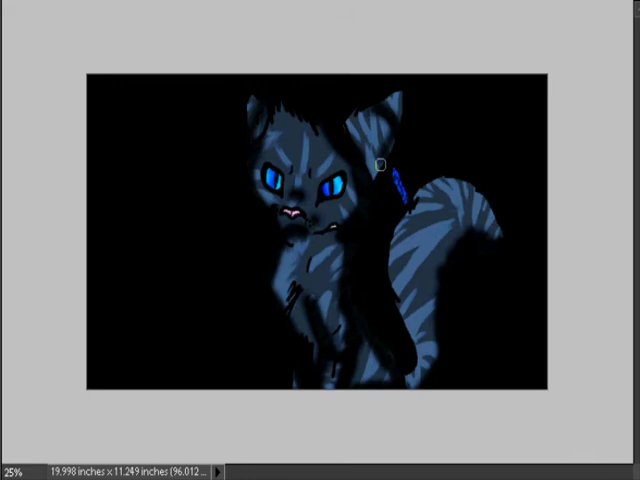 25%
19.998 inches x 11.249 inches (96.012 ...